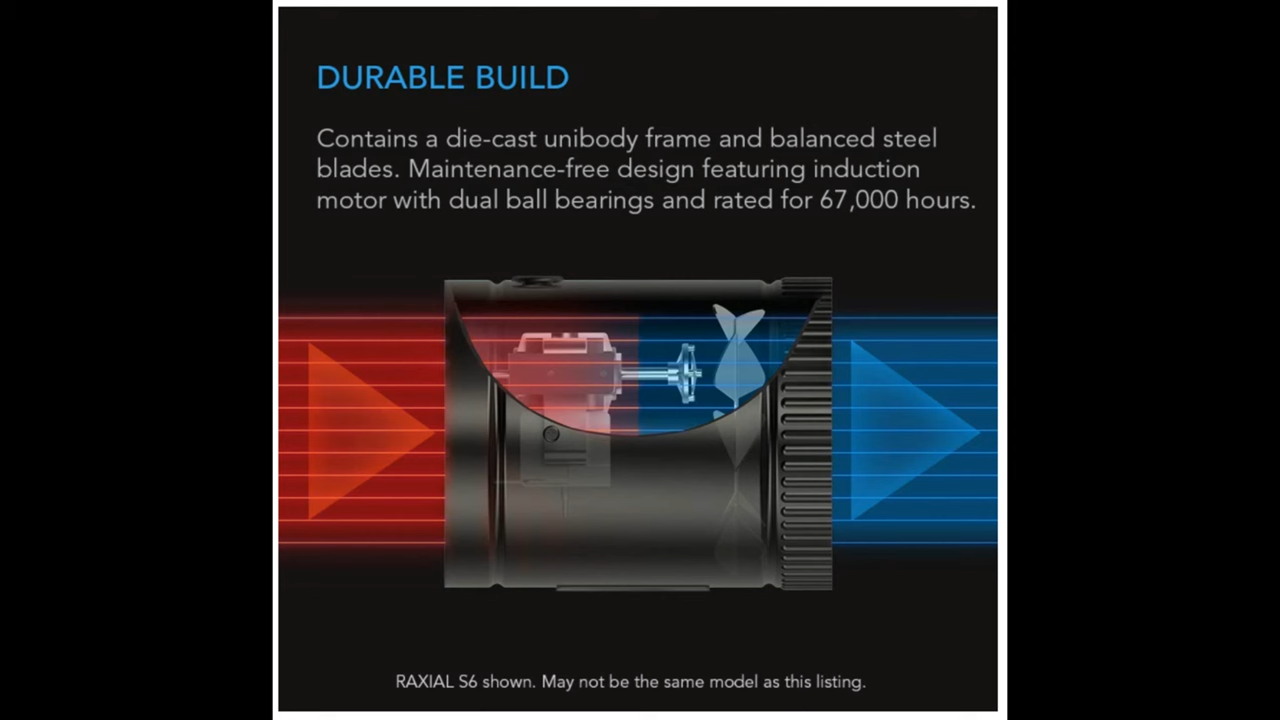 DURABLE BUILD
Contains a die-cast unibody frame and balanced steel
blades. Maintenance-free design featuring induction
motor with dual ball bearings and rated for 67,000 hours.
RAXIAL S6 shown. May not be the same model as this listing.